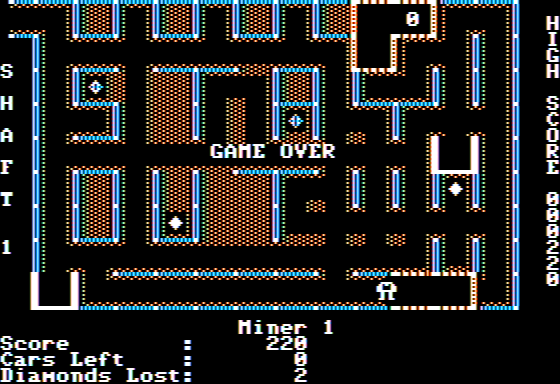 0
SHAFT 1
HIGH SCORE 000220
GAME OVER
Miner 1
Score : 220
Cars Left : 0
Diamonds Lost: 2